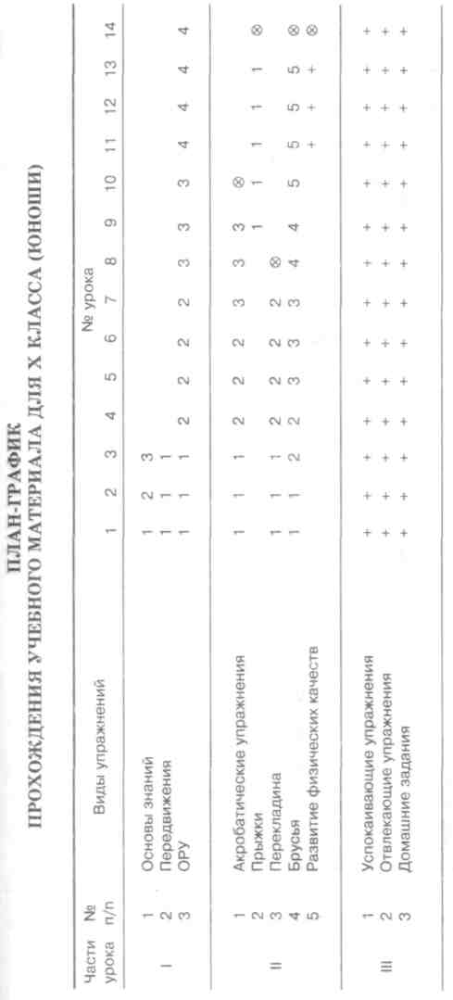 ПЛАН-ГРАФИК
ПРОХОЖДЕНИЯ УЧЕБНОГО МАТЕРИАЛА ДЛЯ X КЛАССА (ЮНОШИ)
Части урока № п/п Виды упражнений № урока
1 2 3 4 5 6 7 8 9 10 11 12 13 14
I 1 Основы знаний 1 2 3
2 Передвижения 1 1 1
3 ОРУ 1 1 1 2 2 2 2 3 3 3 4 4 4 4
II 1 Акробатические упражнения 1 1 1 2 2 2 3 3 3 ⊗
2 Прыжки 1 1 1 1 1 ⊗
3 Перекладина 1 1 1 2 2 2 2 ⊗
4 Брусья 1 1 2 2 3 3 3 4 4 5 5 5 5 ⊗
5 Развитие физических качеств + + + ⊗
III 1 Успокаивающие упражнения + + + + + + + + + + + + + +
2 Отвлекающие упражнения + + + + + + + + + + + + + +
3 Домашние задания + + + + + + + + + + + + + +